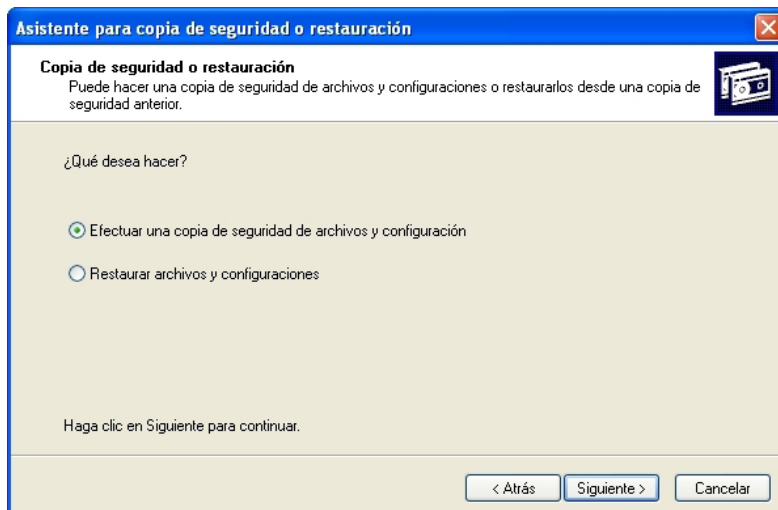 Asistente para copia de seguridad o restauración
Copia de seguridad o restauración
Puede hacer una copia de seguridad de archivos y configuraciones o restaurarlos desde una copia de
seguridad anterior.
¿Qué desea hacer?
Efectuar una copia de seguridad de archivos y configuración
Restaurar archivos y configuraciones
Haga clic en Siguiente para continuar.
< Atrás Siguiente > Cancelar